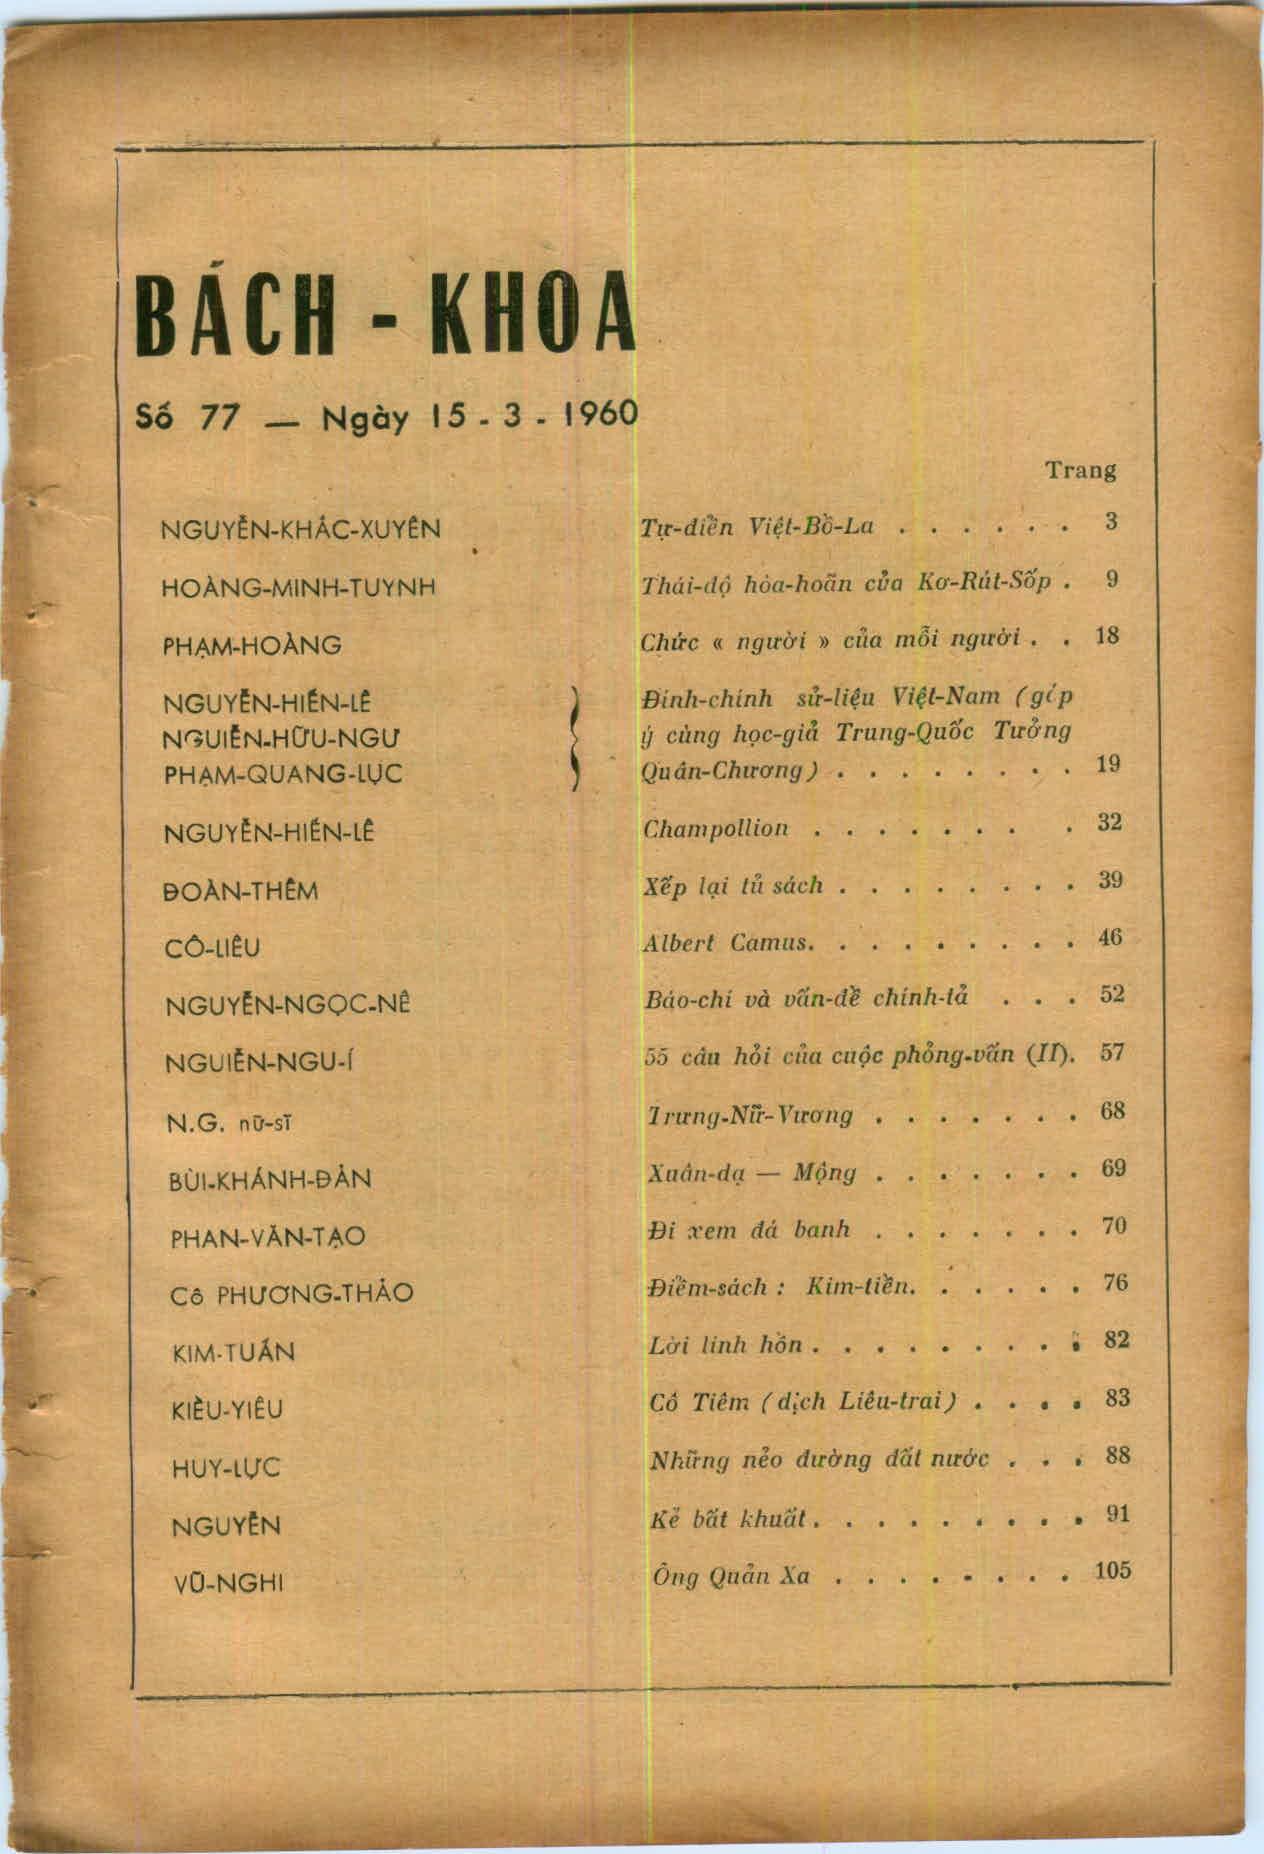 BÁCH - KHOA
Số 77 — Ngày 15 - 3 - 1960
Trang
NGUYỄN-KHẮC-XUYÊN Tự-điển Việt-Bồ-La . . . . . . 3
HOÀNG-MINH-TUYNH Thái-độ hòa-hoãn của Kơ-Rút-Sốp . 9
PHẠM-HOÀNG Chức « người » của mỗi người . . 18
NGUYỄN-HIẾN-LÊ Đính-chính sử-liệu Việt-Nam (góp
NGUIỄN-HỮU-NGƯ ý cùng học-giả Trung-Quốc Tưởng
PHẠM-QUANG-LỤC Quân-Chương) . . . . . . . . 19
NGUYỄN-HIẾN-LÊ Champollion . . . . . . . . 32
ĐOÀN-THÊM Xếp lại tủ sách . . . . . . . . 39
CÔ-LIÊU Albert Camus. . . . . . . . . 46
NGUYỄN-NGỌC-NÊ Báo-chí và vấn-đề chính-tả . . . 52
NGUIỄN-NGU-Í 55 câu hỏi của cuộc phỏng-vấn (II). 57
N.G. nữ-sĩ Trưng-Nữ-Vương . . . . . . . 68
BÙI-KHÁNH-ĐẢN Xuân-dạ — Mộng . . . . . . . 69
PHAN-VĂN-TẠO Đi xem đá banh . . . . . . . 70
Cô PHƯƠNG-THẢO Điểm-sách : Kim-tiền. . . . . . 76
KIM-TUẤN Lời linh hồn . . . . . . . . . 82
KIỀU-YIÊU Cô Tiêm (dịch Liêu-trai) . . . . 83
HUY-LỰC Những nẻo đường đất nước . . . 88
NGUYỄN Kẻ bất khuất . . . . . . . . . 91
VŨ-NGHI Ông Quản Xa . . . . . . . . 105